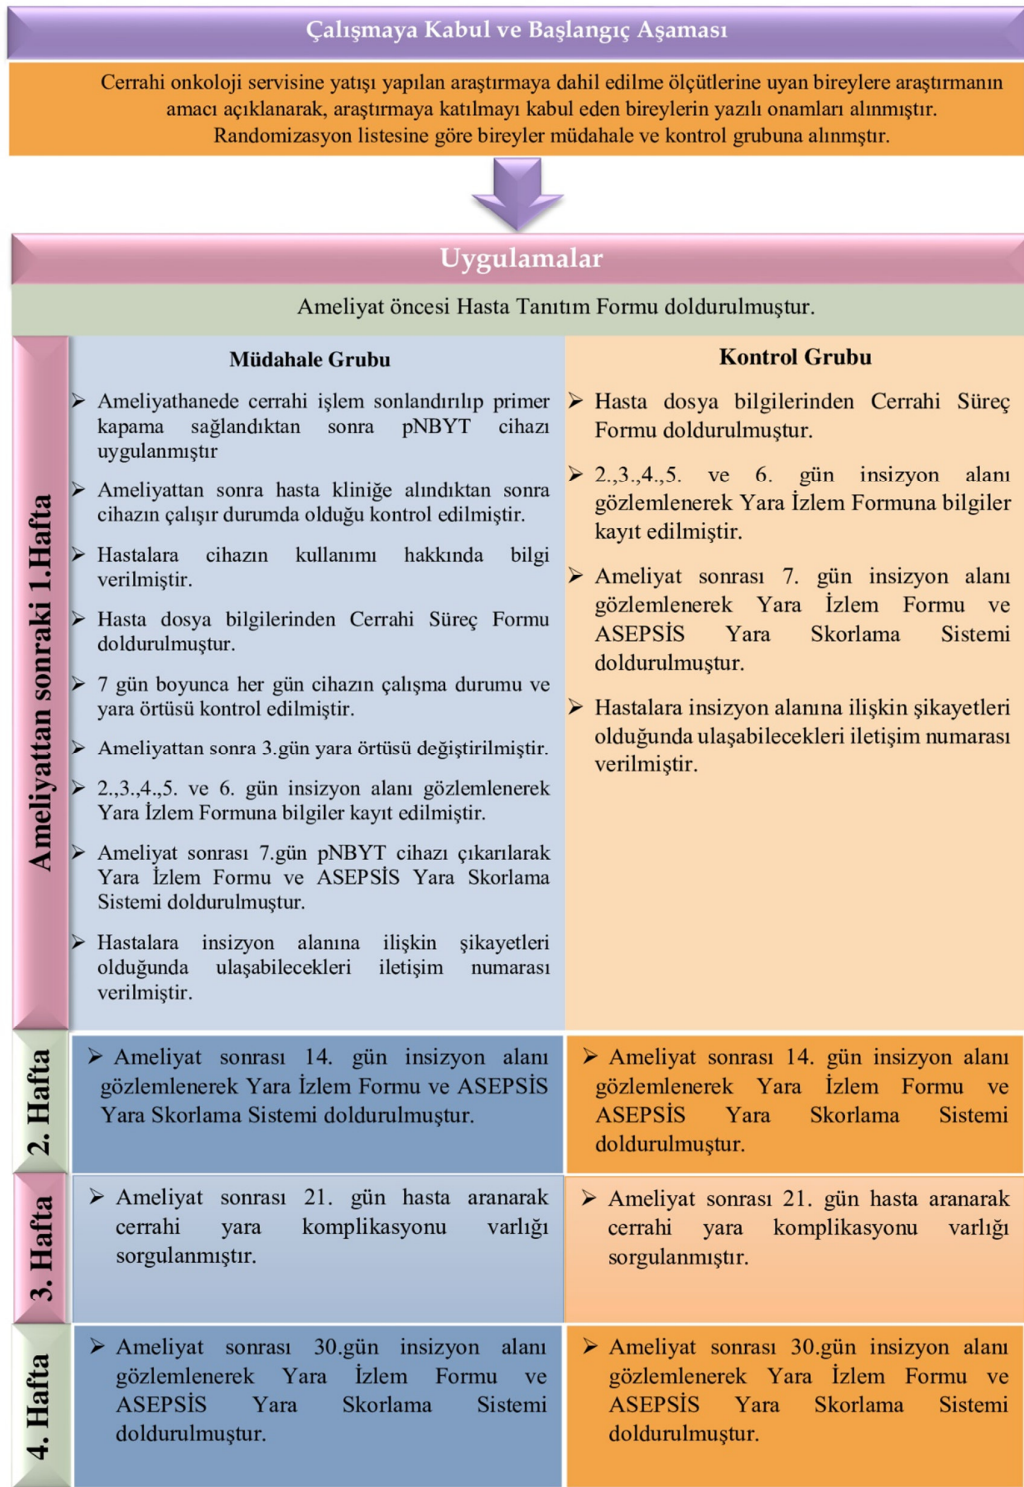 Çalışmaya Kabul ve Başlangıç Aşaması
Cerrahi onkoloji servisine yatışı yapılan araştırmaya dahil edilme ölçütlerine uyan bireylere araştırmanın
amacı açıklanarak, araştırmaya katılmayı kabul eden bireylerin yazılı onamları alınmıştır.
Randomizasyon listesine göre bireyler müdahale ve kontrol grubuna alınmştır.
Uygulamalar
Ameliyat öncesi Hasta Tanıtım Formu doldurulmuştur.
Ameliyattan sonraki 1.Hafta
Müdahale Grubu
➢ Ameliyathanede cerrahi işlem sonlandırılıp primer
kapama sağlandıktan sonra pNBYT cihazı
uygulanmıştır
➢ Ameliyattan sonra hasta kliniğe alındıktan sonra
cihazın çalışır durumda olduğu kontrol edilmiştir.
➢ Hastalara cihazın kullanımı hakkında bilgi
verilmiştir.
➢ Hasta dosya bilgilerinden Cerrahi Süreç Formu
doldurulmuştur.
➢ 7 gün boyunca her gün cihazın çalışma durumu ve
yara örtüsü kontrol edilmiştir.
➢ Ameliyattan sonra 3.gün yara örtüsü değiştirilmiştir.
➢ 2.,3.,4.,5. ve 6. gün insizyon alanı gözlemlenerek
Yara İzlem Formuna bilgiler kayıt edilmiştir.
➢ Ameliyat sonrası 7.gün pNBYT cihazı çıkarılarak
Yara İzlem Formu ve ASEPSİS Yara Skorlama
Sistemi doldurulmuştur.
➢ Hastalara insizyon alanına ilişkin şikayetleri
olduğunda ulaşabilecekleri iletişim numarası
verilmiştir.
Kontrol Grubu
➢ Hasta dosya bilgilerinden Cerrahi Süreç
Formu doldurulmuştur.
➢ 2.,3.,4.,5. ve 6. gün insizyon alanı
gözlemlenerek Yara İzlem Formuna bilgiler
kayıt edilmiştir.
➢ Ameliyat sonrası 7. gün insizyon alanı
gözlemlenerek Yara İzlem Formu ve
ASEPSİS Yara Skorlama Sistemi
doldurulmuştur.
➢ Hastalara insizyon alanına ilişkin şikayetleri
olduğunda ulaşabilecekleri iletişim numarası
verilmiştir.
2. Hafta
➢ Ameliyat sonrası 14. gün insizyon alanı
gözlemlenerek Yara İzlem Formu ve ASEPSİS
Yara Skorlama Sistemi doldurulmuştur.
➢ Ameliyat sonrası 14. gün insizyon alanı
gözlemlenerek Yara İzlem Formu ve
ASEPSİS Yara Skorlama Sistemi
doldurulmuştur.
3. Hafta
➢ Ameliyat sonrası 21. gün hasta aranarak
cerrahi yara komplikasyonu varlığı
sorgulanmıştır.
➢ Ameliyat sonrası 21. gün hasta aranarak
cerrahi yara komplikasyonu varlığı
sorgulanmıştır.
4. Hafta
➢ Ameliyat sonrası 30.gün insizyon alanı
gözlemlenerek Yara İzlem Formu ve
ASEPSİS Yara Skorlama Sistemi
doldurulmuştur.
➢ Ameliyat sonrası 30.gün insizyon alanı
gözlemlenerek Yara İzlem Formu ve
ASEPSİS Yara Skorlama Sistemi
doldurulmuştur.